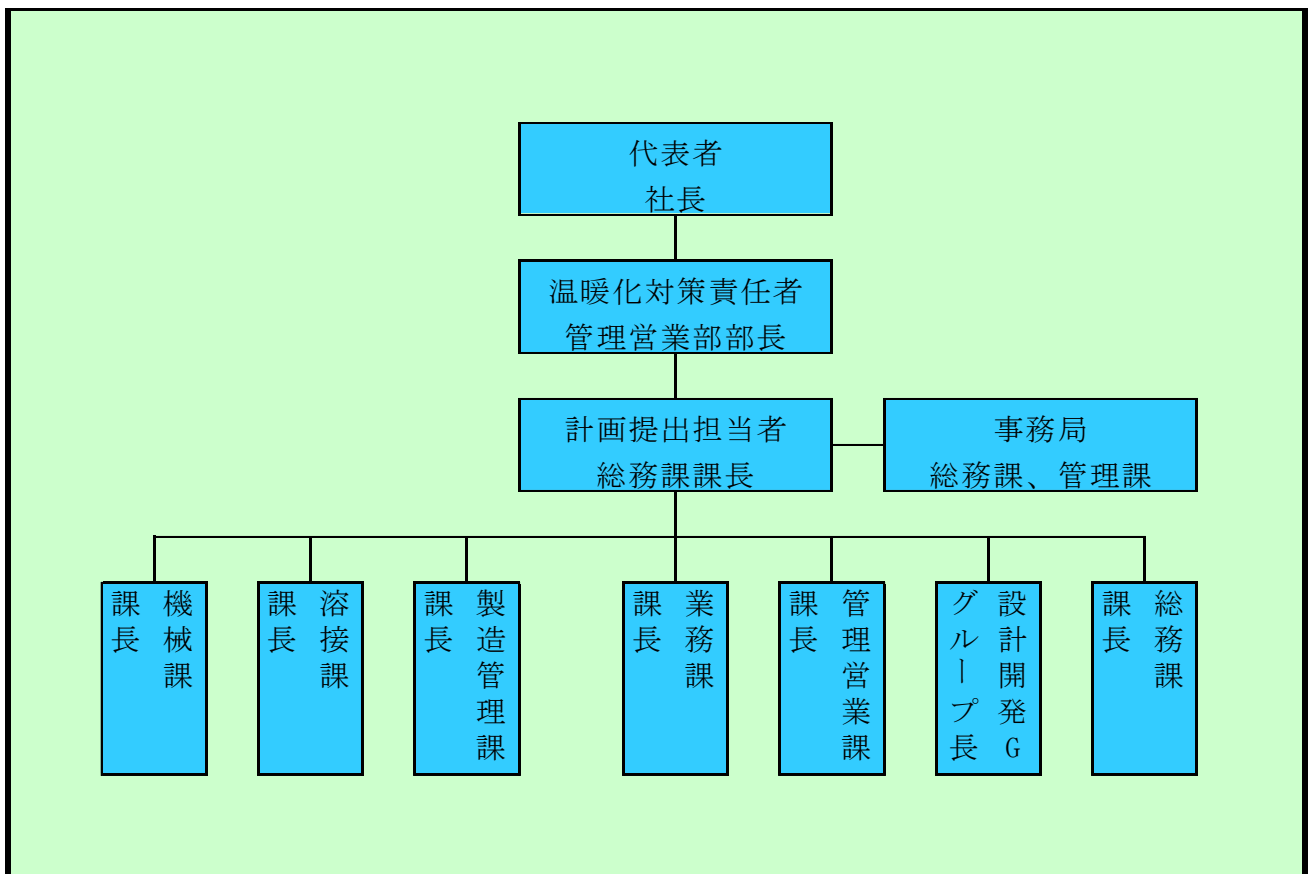 代表者
社長
温暖化対策責任者
管理営業部部長
計画提出担当者
総務課課長
事務局
総務課、管理課
機械課
課長
溶接課
課長
製造管理課
課長
業務課
課長
管理営業課
課長
設計開発G
グループ長
総務課
課長